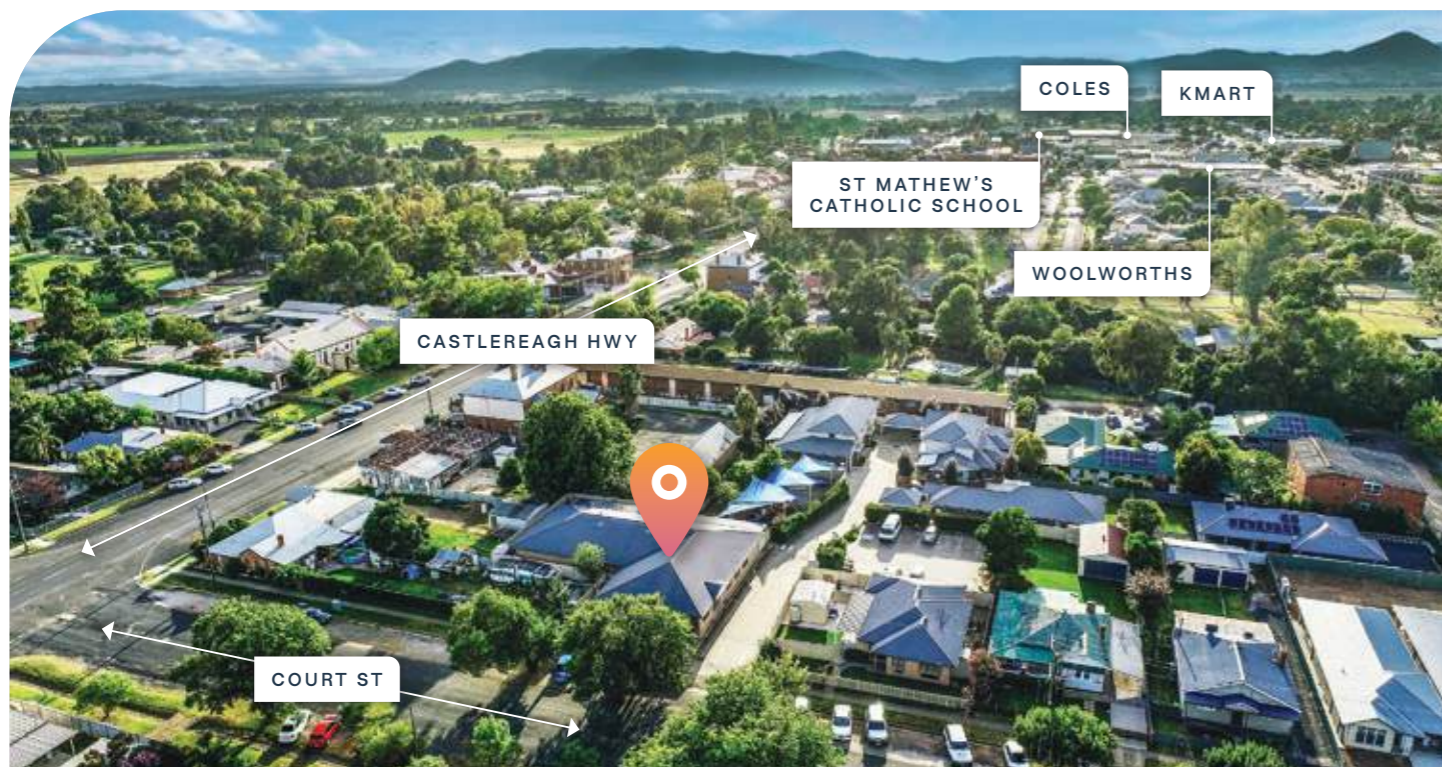 COLES
KMART
ST MATHEW'S
CATHOLIC SCHOOL
WOOLWORTHS
CASTLEREAGH HWY
COURT ST